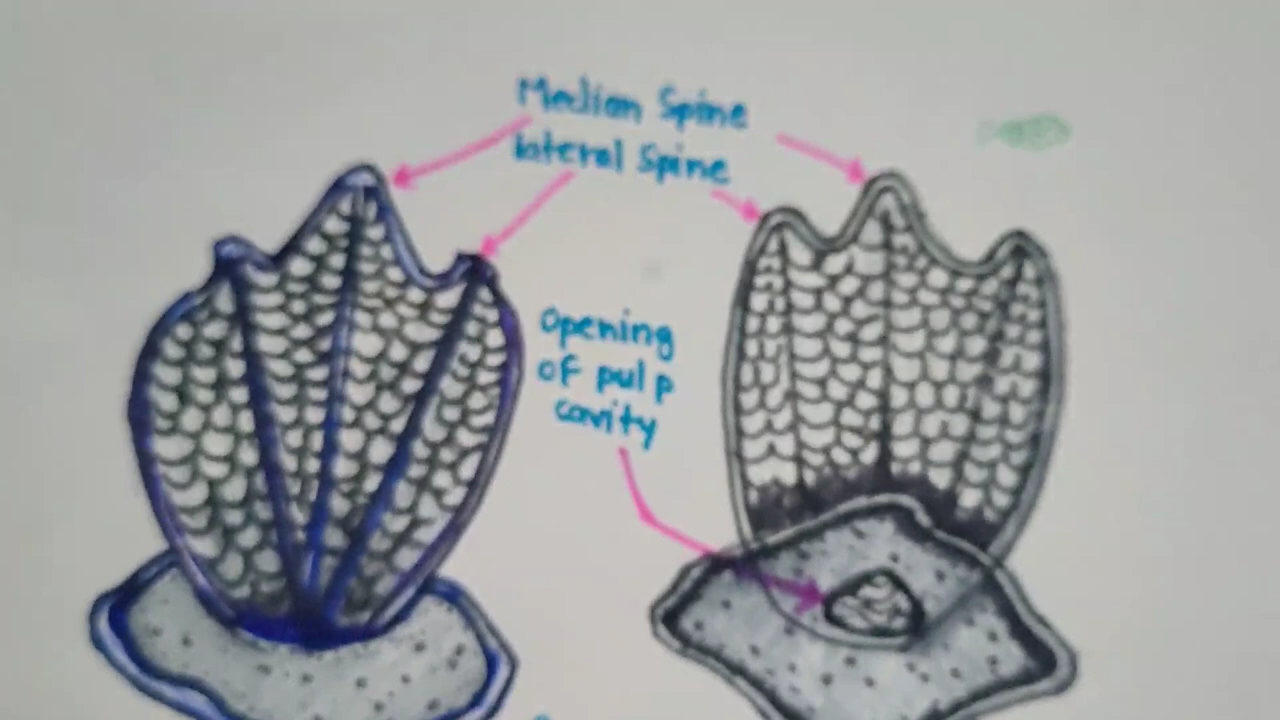 Median Spine
lateral Spine
opening
of pulp
cavity